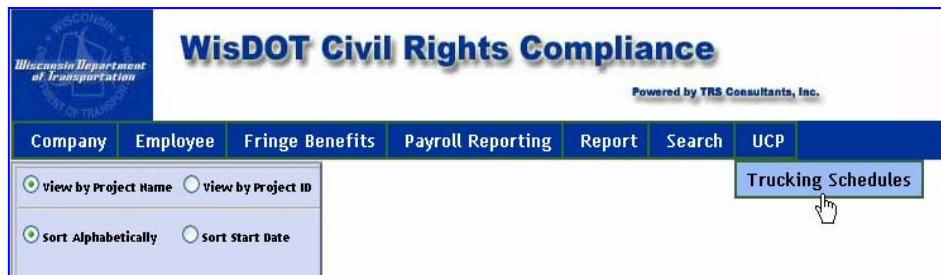 WISCONSIN
Wisconsin Department
of Transportation
WisDOT Civil Rights Compliance
Powered by TRS Consultants, Inc.
Company Employee Fringe Benefits Payroll Reporting Report Search UCP
Trucking Schedules
View by Project Name View by Project ID
Sort Alphabetically Sort Start Date